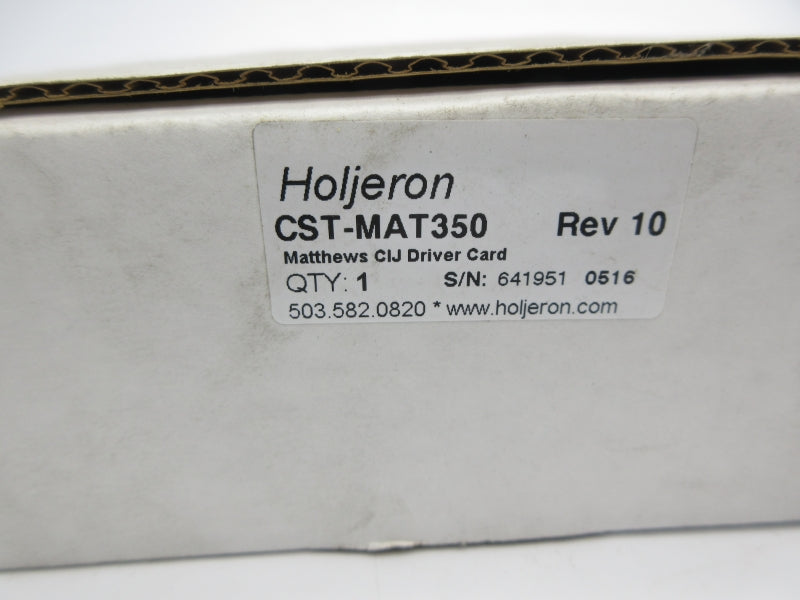 Holjeron
CST-MAT350 Rev 10
Matthews CIJ Driver Card
QTY: 1 S/N: 641951 0516
503.582.0820 * www.holjeron.com